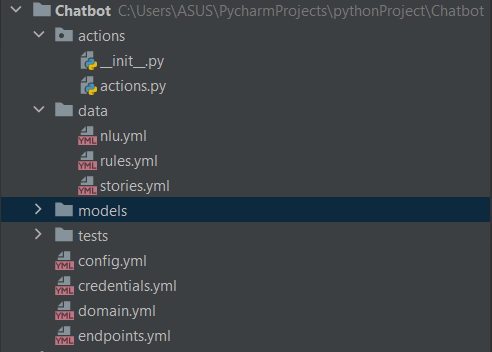 Chatbot C:\Users\ASUS\PycharmProjects\pythonProject\Chatbot
actions
__init__.py
actions.py
data
YML nlu.yml
YML rules.yml
YML stories.yml
models
tests
YML config.yml
YML credentials.yml
YML domain.yml
YML endpoints.yml